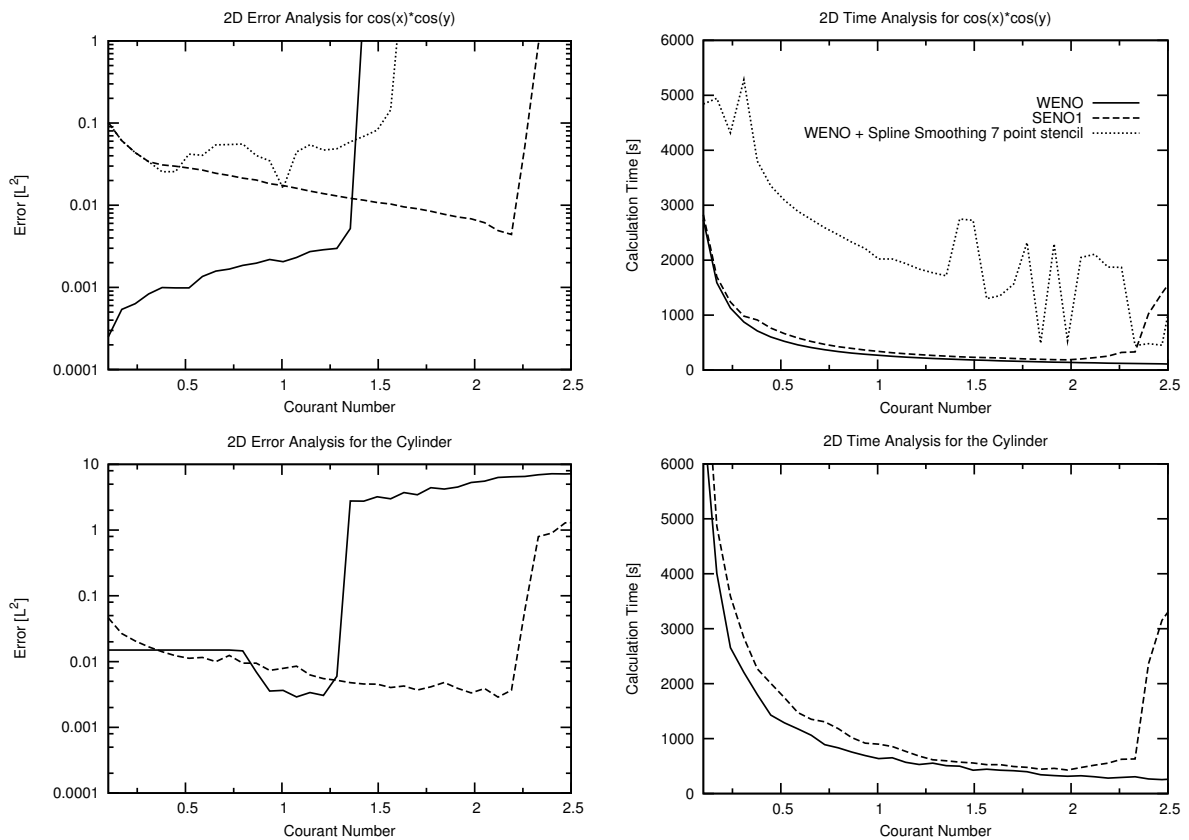 2D Error Analysis for cos(x)*cos(y)
1
0.1
0.01
0.001
0.0001
Error [L²]
0.5 1 1.5 2 2.5
Courant Number
2D Time Analysis for cos(x)*cos(y)
6000
5000
4000
3000
2000
1000
0
Calculation Time [s]
WENO
SENO1
WENO + Spline Smoothing 7 point stencil
0.5 1 1.5 2 2.5
Courant Number
2D Error Analysis for the Cylinder
10
1
0.1
0.01
0.001
0.0001
Error [L²]
0.5 1 1.5 2 2.5
Courant Number
2D Time Analysis for the Cylinder
6000
5000
4000
3000
2000
1000
0
Calculation Time [s]
0.5 1 1.5 2 2.5
Courant Number